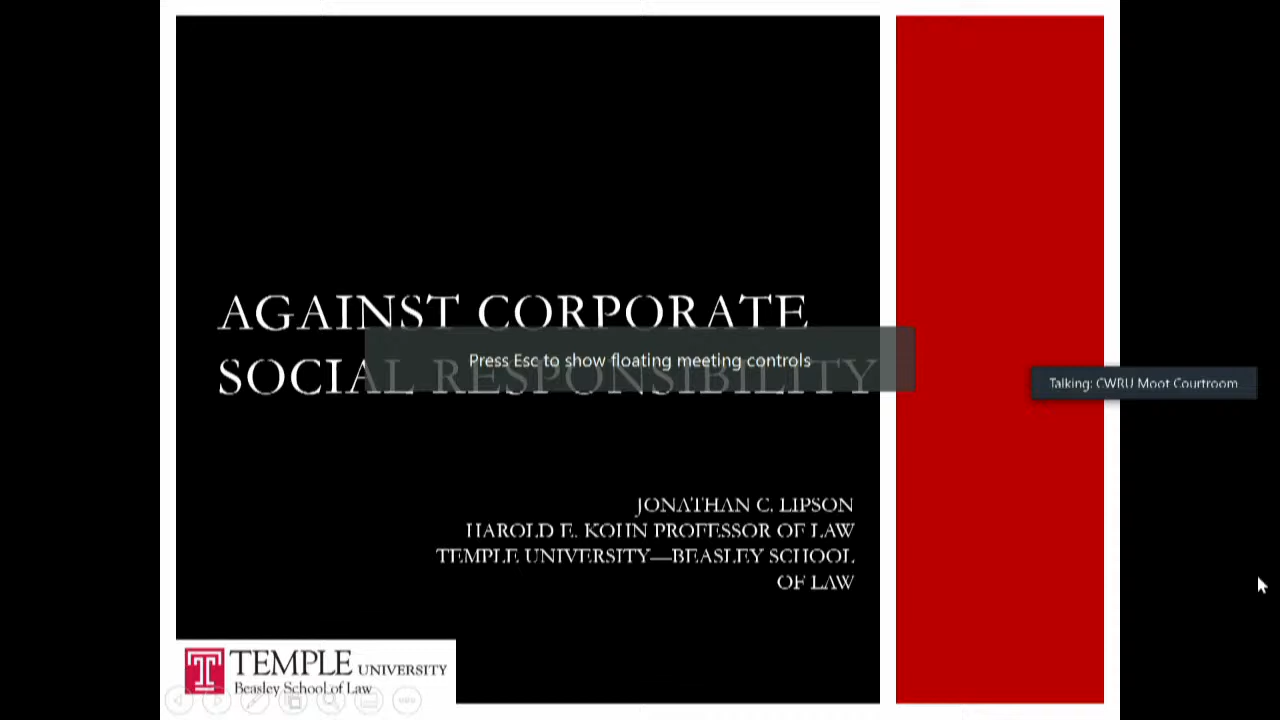 AGAINST CORPORATE
SOCIAL RESPONSIBILITY
Press Esc to show floating meeting controls
Talking: CWRU Moot Courtroom
JONATHAN C. LIPSON
HAROLD E. KOHN PROFESSOR OF LAW
TEMPLE UNIVERSITY—BEASLEY SCHOOL
OF LAW
TEMPLE UNIVERSITY
Beasley School of Law